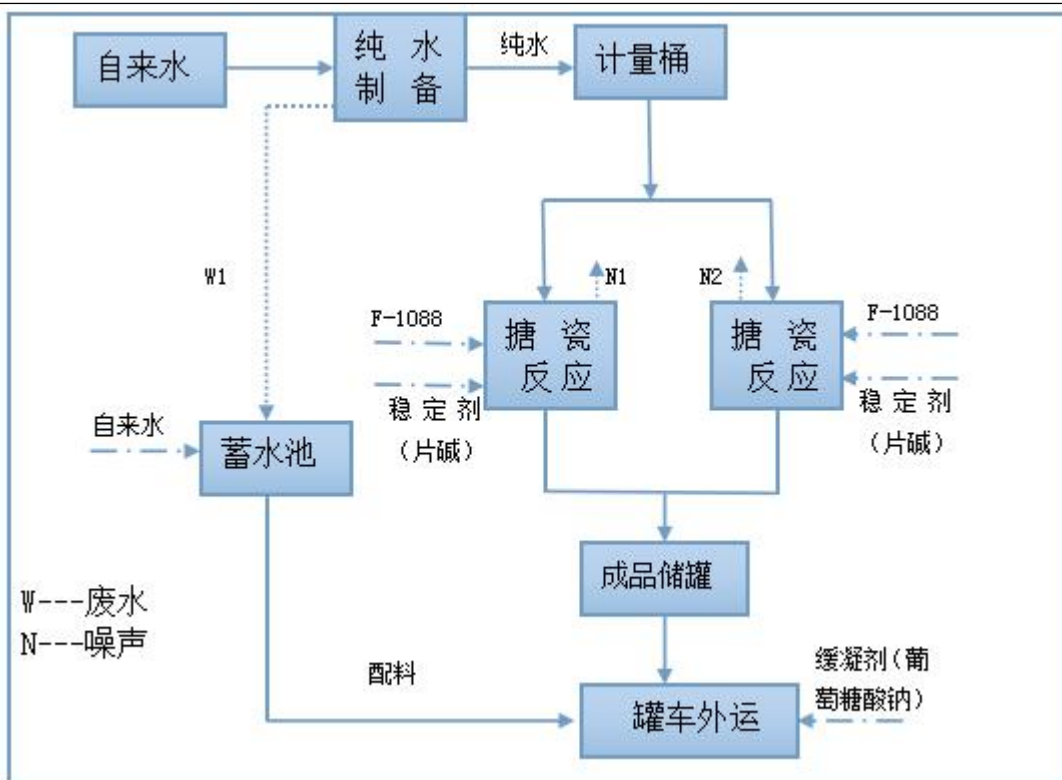 自来水
纯 水
制 备
纯水
计量桶
W1
N1
N2
F-1088
搪 瓷
反应
稳 定 剂
（片碱）
搪 瓷
反应
F-1088
稳 定 剂
（片碱）
自来水
蓄水池
成品储罐
W---废水
N---噪声
配料
罐车外运
缓凝剂(葡
萄糖酸钠)